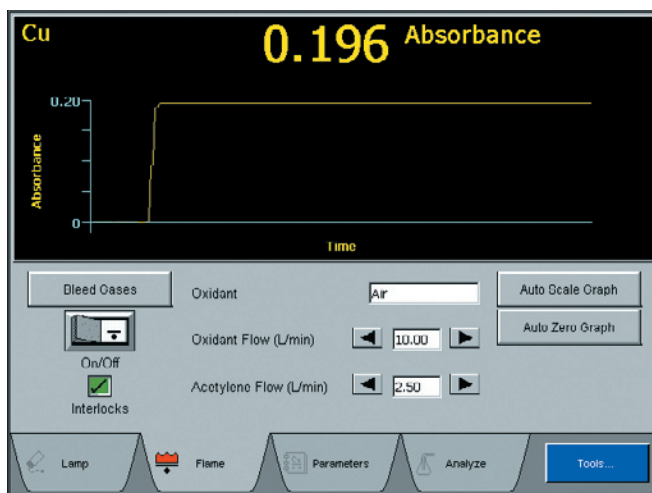 Cu
0.196 Absorbance
0.20
Absorbance
0
Time
Bleed Gases
Oxidant
Air
Auto Scale Graph
On/Off
Oxidant Flow (L/min)
10.00
Auto Zero Graph
Interlocks
Acetylene Flow (L/min)
2.50
Lamp
Flame
Parameters
Analyze
Tools...